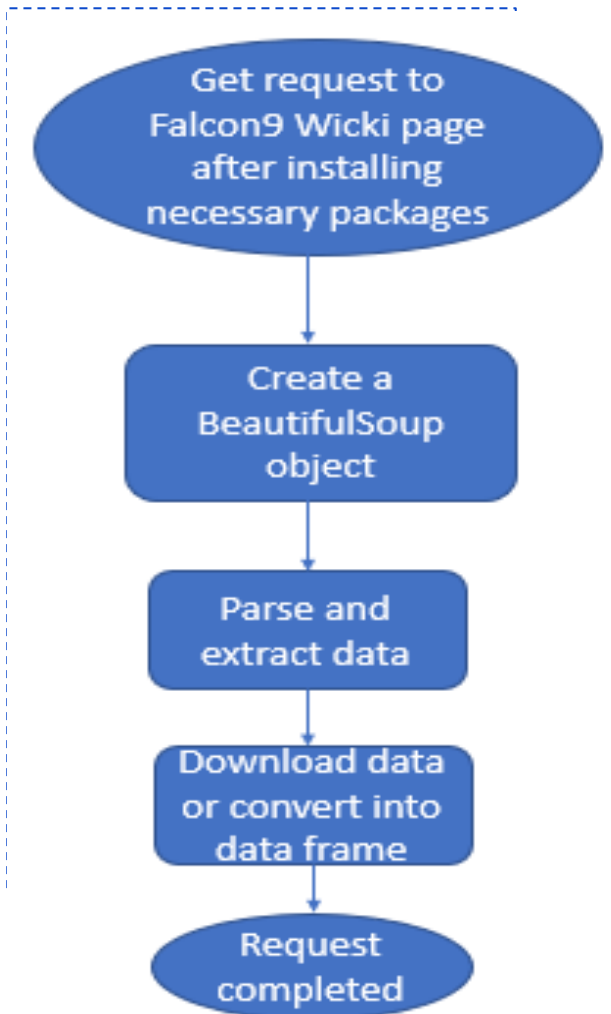 Get request to
Falcon9 Wicki page
after installing
necessary packages
Create a
BeautifulSoup
object
Parse and
extract data
Download data
or convert into
data frame
Request
completed